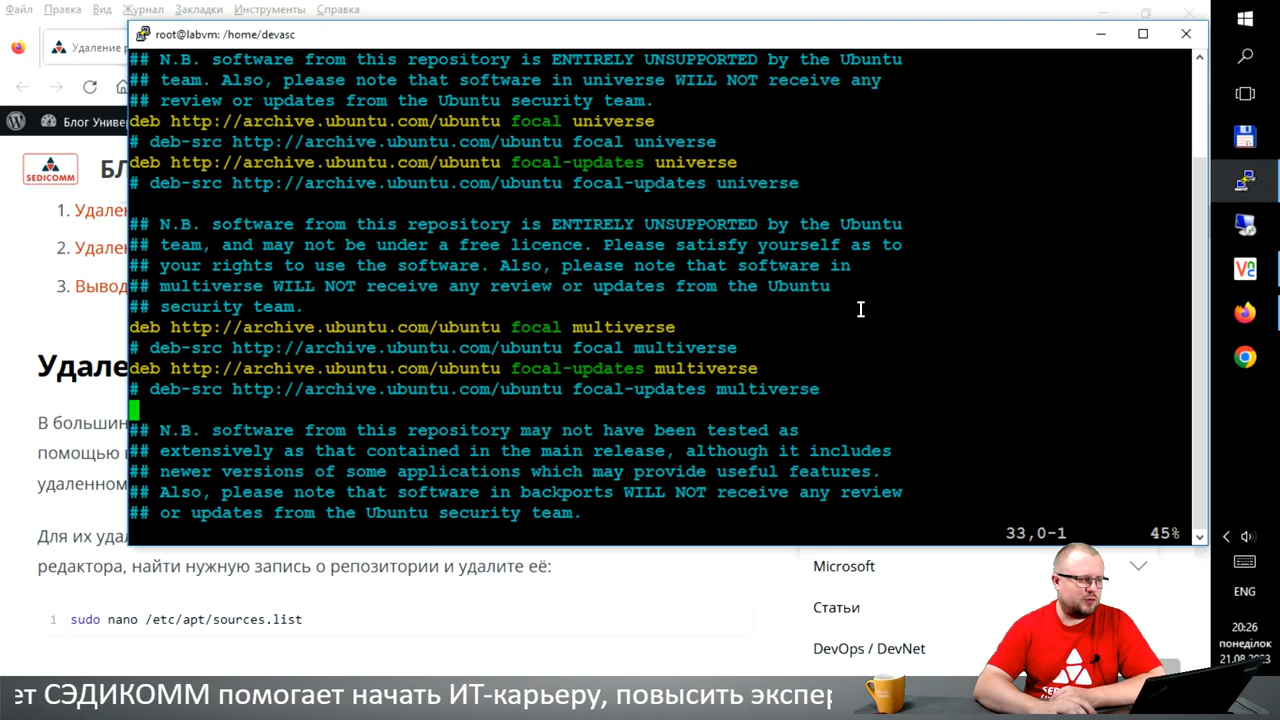 Файл Правка Вид Журнал Закладки Инструменты Справка
root@labvm: /home/devasc
Удаление р
Блог Униве
SEDICOMM
БЛ
1. Удален
2. Удален
3. Вывод
Удале
В большин
помощью
удаленном
Для их уда
редактора, найти нужную запись о репозитории и удалите её:
1 sudo nano /etc/apt/sources.list
## N.B. software from this repository is ENTIRELY UNSUPPORTED by the Ubuntu
## team. Also, please note that software in universe WILL NOT receive any
## review or updates from the Ubuntu security team.
deb http://archive.ubuntu.com/ubuntu focal universe
# deb-src http://archive.ubuntu.com/ubuntu focal universe
deb http://archive.ubuntu.com/ubuntu focal-updates universe
# deb-src http://archive.ubuntu.com/ubuntu focal-updates universe
## N.B. software from this repository is ENTIRELY UNSUPPORTED by the Ubuntu
## team, and may not be under a free licence. Please satisfy yourself as to
## your rights to use the software. Also, please note that software in
## multiverse WILL NOT receive any review or updates from the Ubuntu
## security team.
deb http://archive.ubuntu.com/ubuntu focal multiverse
# deb-src http://archive.ubuntu.com/ubuntu focal multiverse
deb http://archive.ubuntu.com/ubuntu focal-updates multiverse
# deb-src http://archive.ubuntu.com/ubuntu focal-updates multiverse
## N.B. software from this repository may not have been tested as
## extensively as that contained in the main release, although it includes
## newer versions of some applications which may provide useful features.
## Also, please note that software in backports WILL NOT receive any review
## or updates from the Ubuntu security team.
33,0-1 45%
Microsoft
Статьи
DevOps / DevNet
ENG
20:26
понеділок
ет СЭДИКОММ помогает начать ИТ-карьеру, повысить экспер